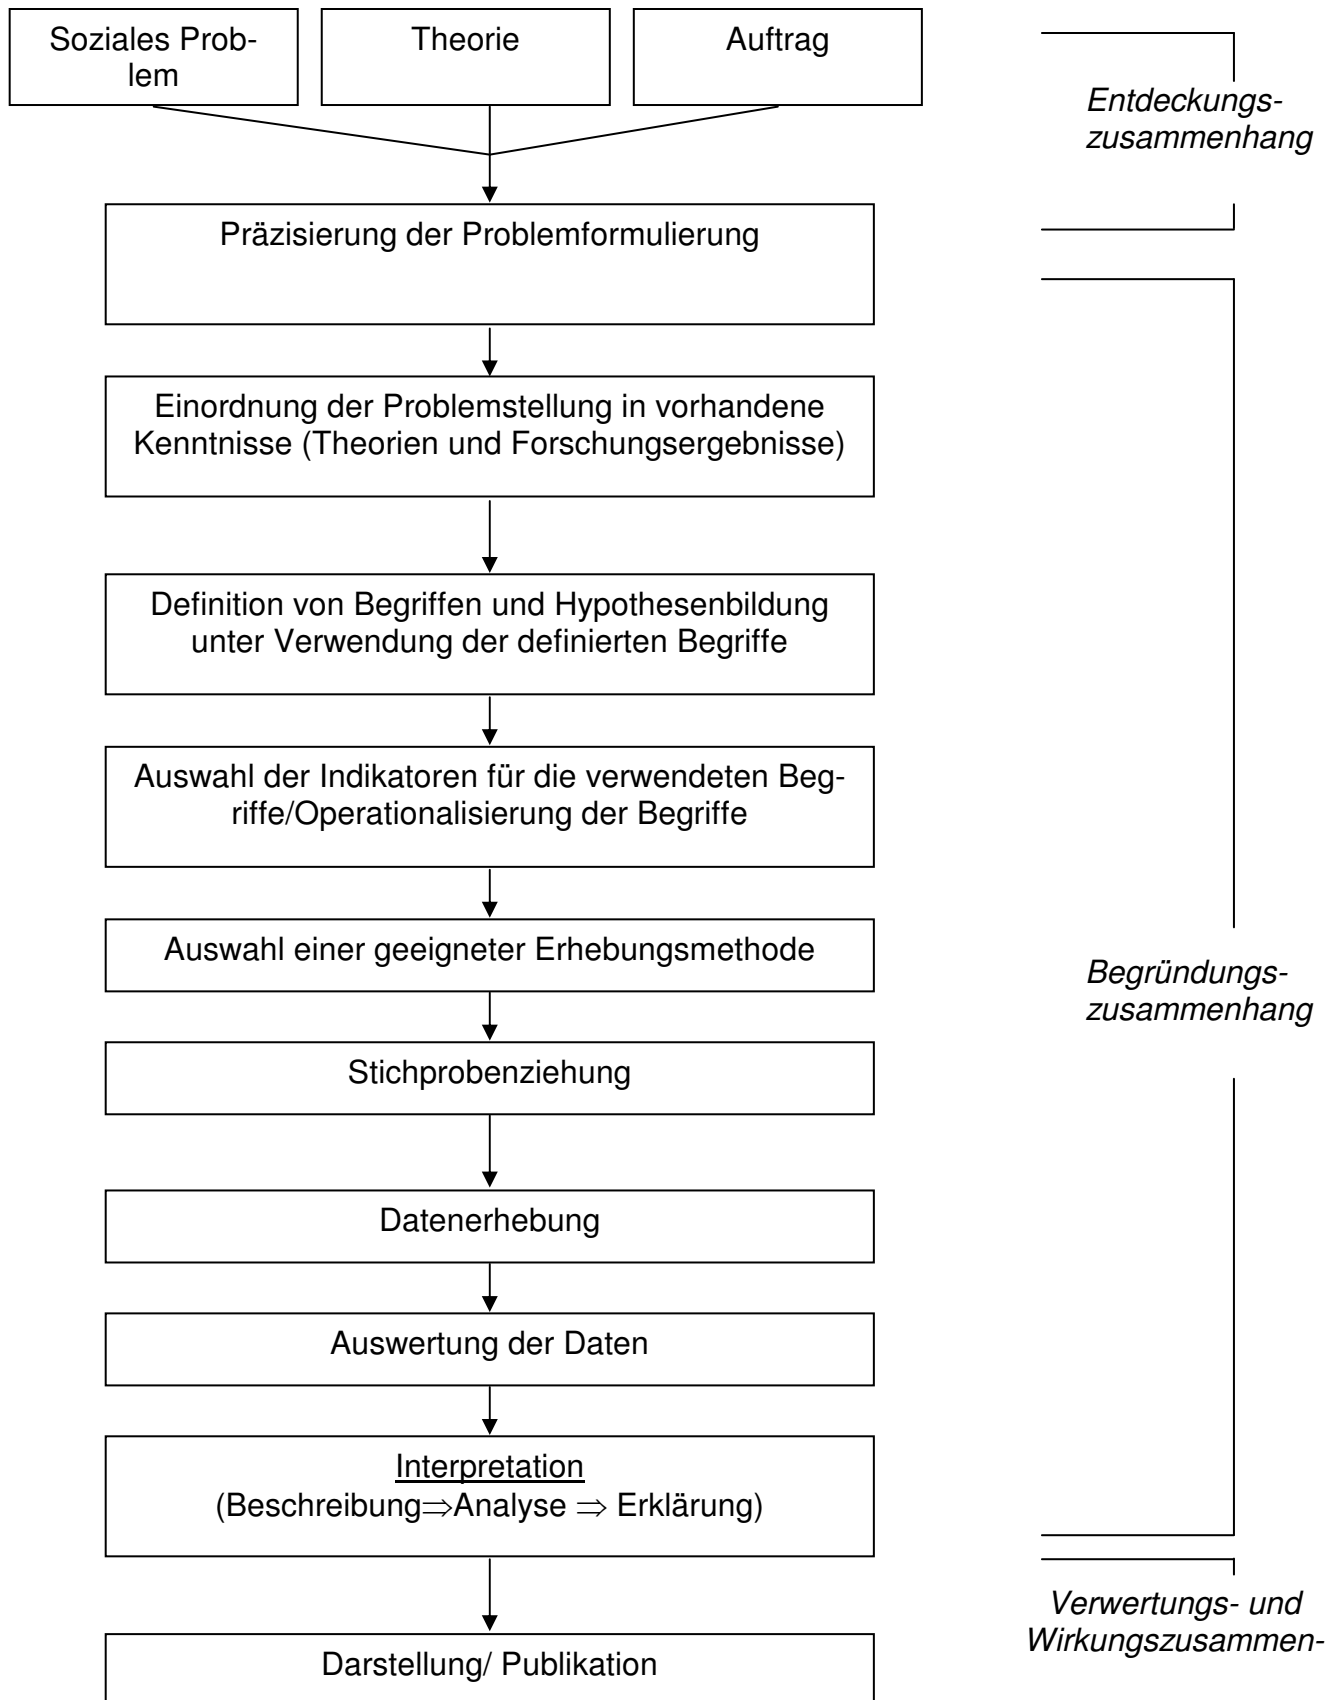 Soziales Prob-
lem
Theorie
Auftrag
Entdeckungs-
zusammenhang
Präzisierung der Problemformulierung
Einordnung der Problemstellung in vorhandene
Kenntnisse (Theorien und Forschungsergebnisse)
Definition von Begriffen und Hypothesenbildung
unter Verwendung der definierten Begriffe
Auswahl der Indikatoren für die verwendeten Beg-
riffe/Operationalisierung der Begriffe
Auswahl einer geeigneter Erhebungsmethode
Begründungs-
zusammenhang
Stichprobenziehung
Datenerhebung
Auswertung der Daten
Interpretation
(Beschreibung⇒Analyse ⇒ Erklärung)
Verwertungs- und
Wirkungszusammen-
Darstellung/ Publikation